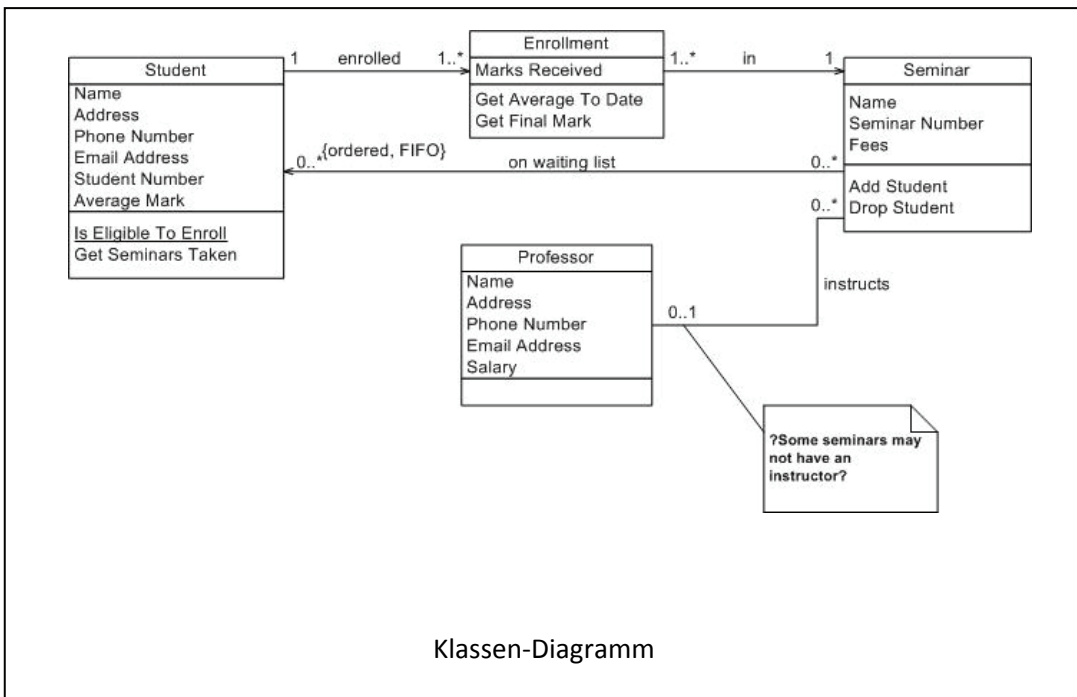 Enrollment
Marks Received
Get Average To Date
Get Final Mark
1 enrolled 1..*
1..* in 1
Student
Name
Address
Phone Number
Email Address
Student Number
Average Mark
Is Eligible To Enroll
Get Seminars Taken
Seminar
Name
Seminar Number
Fees
Add Student
Drop Student
0..* {ordered, FIFO} on waiting list 0..*
0..*
instructs
0..1
Professor
Name
Address
Phone Number
Email Address
Salary
?Some seminars may
not have an
instructor?
Klassen-Diagramm